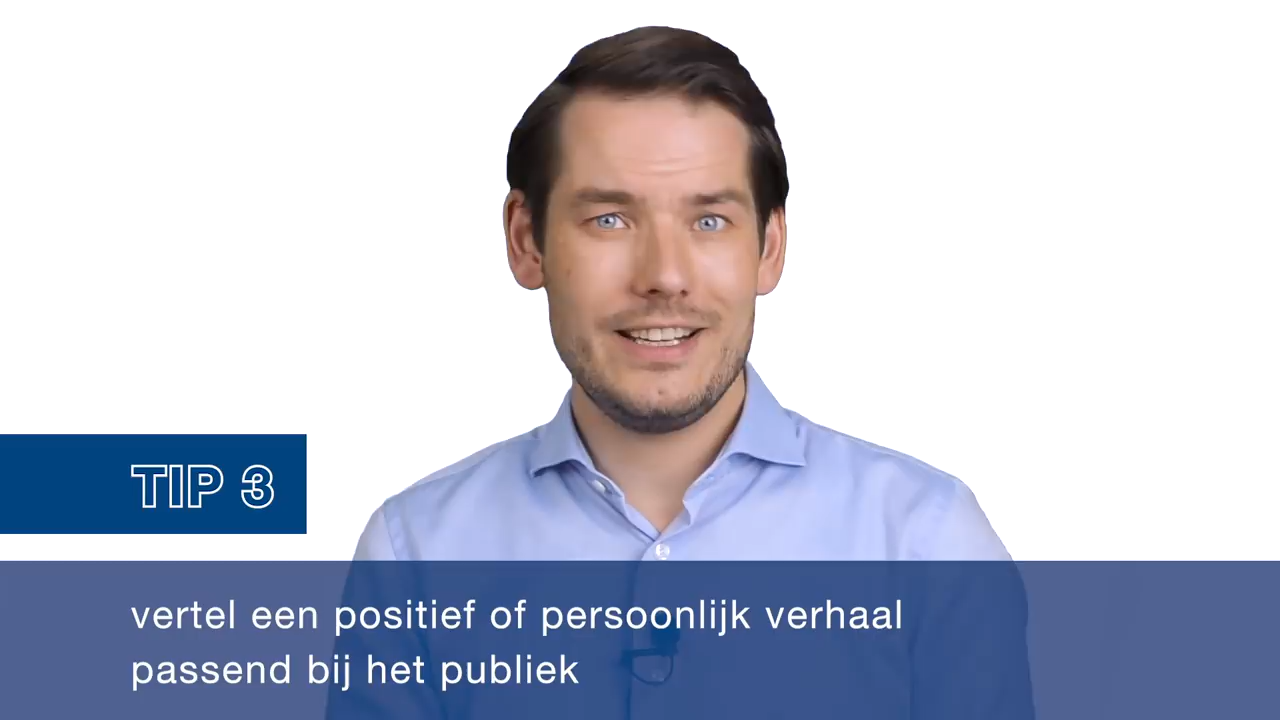 TIP 3
vertel een positief of persoonlijk verhaal
passend bij het publiek